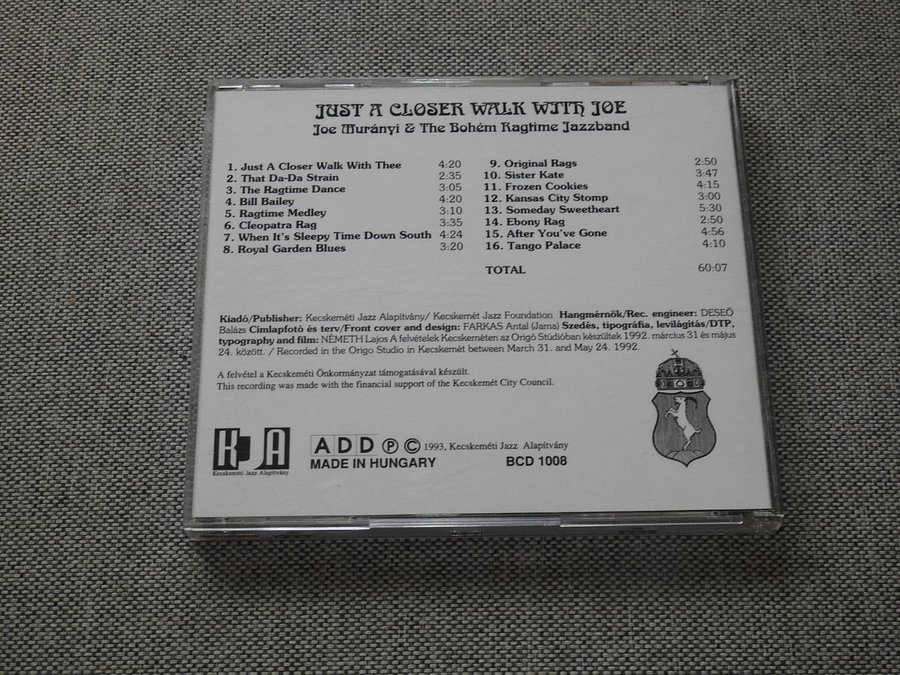 JUST A CLOSER WALK WITH JOE
Joe Murányi & The Bohém Ragtime Jazzband
1. Just A Closer Walk With Thee 4:20
2. That Da-Da Strain 2:35
3. The Ragtime Dance 3:05
4. Bill Bailey 4:20
5. Ragtime Medley 3:10
6. Cleopatra Rag 3:35
7. When It's Sleepy Time Down South 4:24
8. Royal Garden Blues 3:20
9. Original Rags 2:50
10. Sister Kate 3:47
11. Frozen Cookies 4:15
12. Kansas City Stomp 3:00
13. Someday Sweetheart 5:30
14. Ebony Rag 2:50
15. After You've Gone 4:56
16. Tango Palace 4:10
TOTAL 60:07
Kiadó/Publisher: Kecskeméti Jazz Alapítvány/ Kecskemét Jazz Foundation Hangmérnök/Rec. engineer: DESEŐ
Balázs Címlapfotó és terv/Front cover and design: FARKAS Antal (Jama) Szedés, tipográfia, levilágítás/DTP,
typography and film: NÉMETH Lajos A felvételek Kecskeméten az Origó Stúdióban készültek 1992. március 31 és május
24. között. / Recorded in the Origo Studio in Kecskemét between March 31. and May 24. 1992.
A felvétel a Kecskeméti Önkormányzat támogatásával készült.
This recording was made with the financial support of the Kecskemét City Council.
K J A
Kecskeméti Jazz Alapítvány
A D D P C 1993, Kecskeméti Jazz Alapítvány
MADE IN HUNGARY BCD 1008